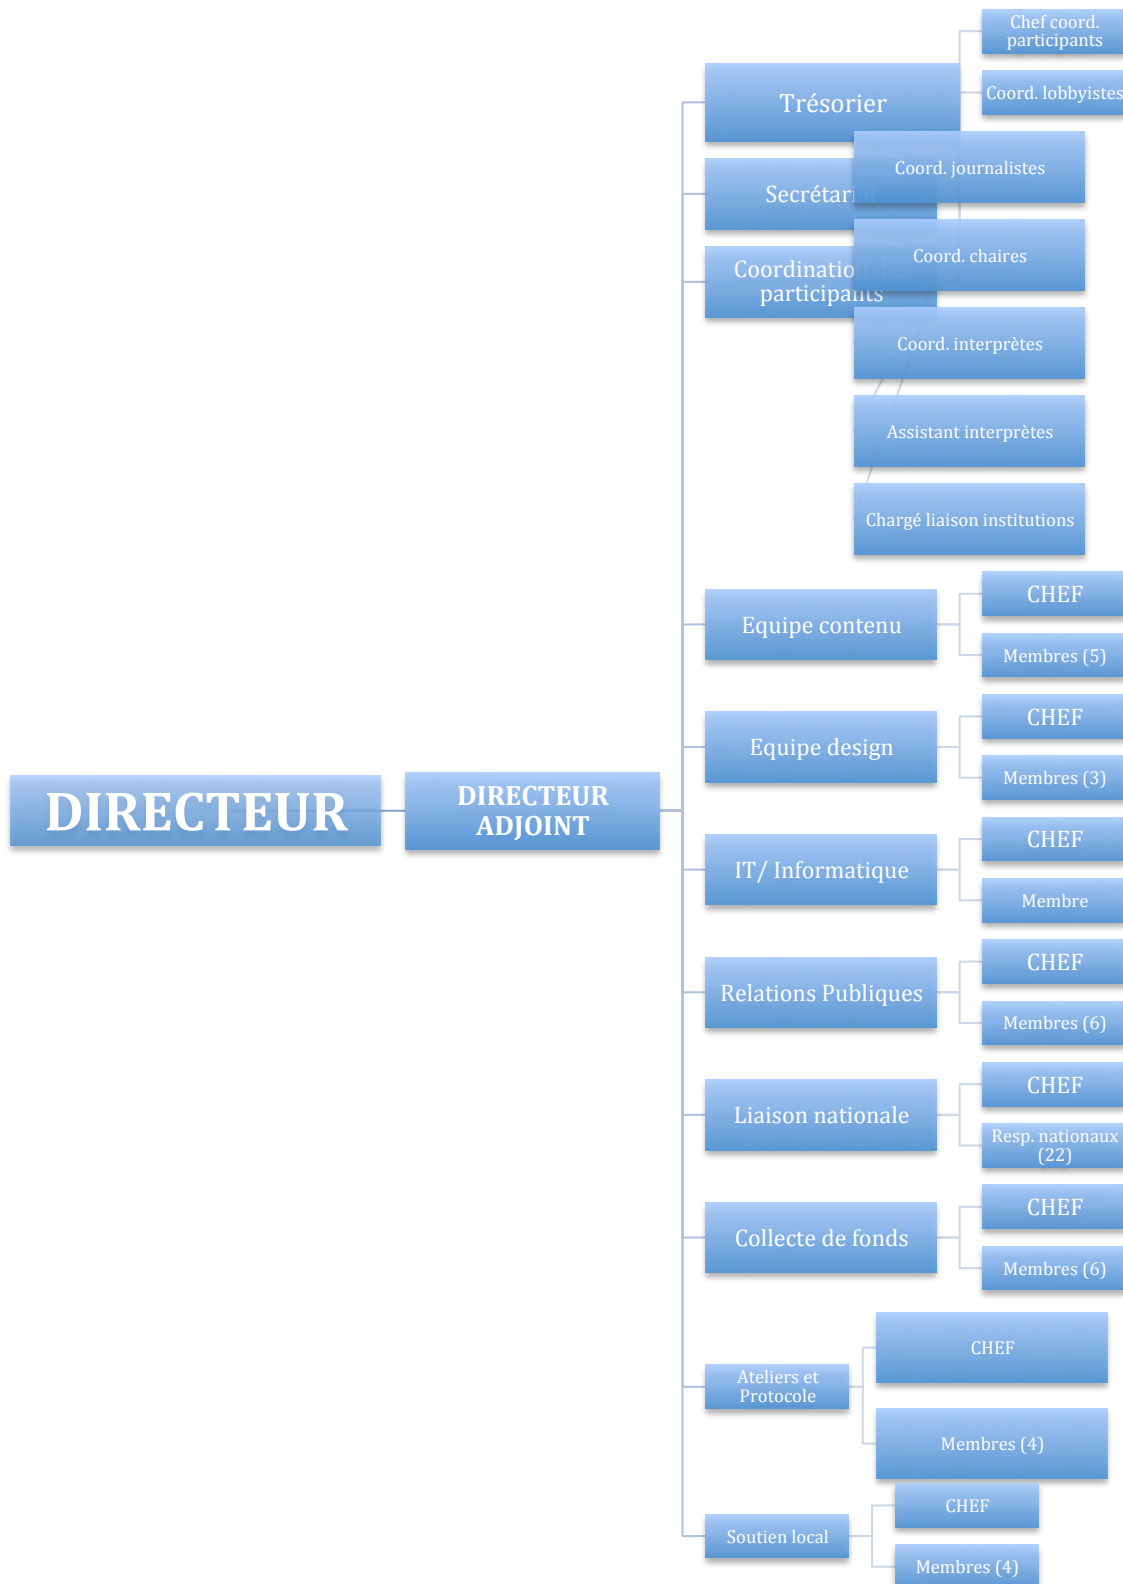 DIRECTEUR
DIRECTEUR
ADJOINT
Trésorier
Secrétariat
Coordination des
participants
Chef coord.
participants
Coord. lobbyistes
Coord. journalistes
Coord. chaires
Coord. interprètes
Assistant interprètes
Chargé liaison institutions
Equipe contenu
CHEF
Membres (5)
Equipe design
CHEF
Membres (3)
IT/ Informatique
CHEF
Membre
Relations Publiques
CHEF
Membres (6)
Liaison nationale
CHEF
Resp. nationaux
(22)
Collecte de fonds
CHEF
Membres (6)
Ateliers et
Protocole
CHEF
Membres (4)
Soutien local
CHEF
Membres (4)